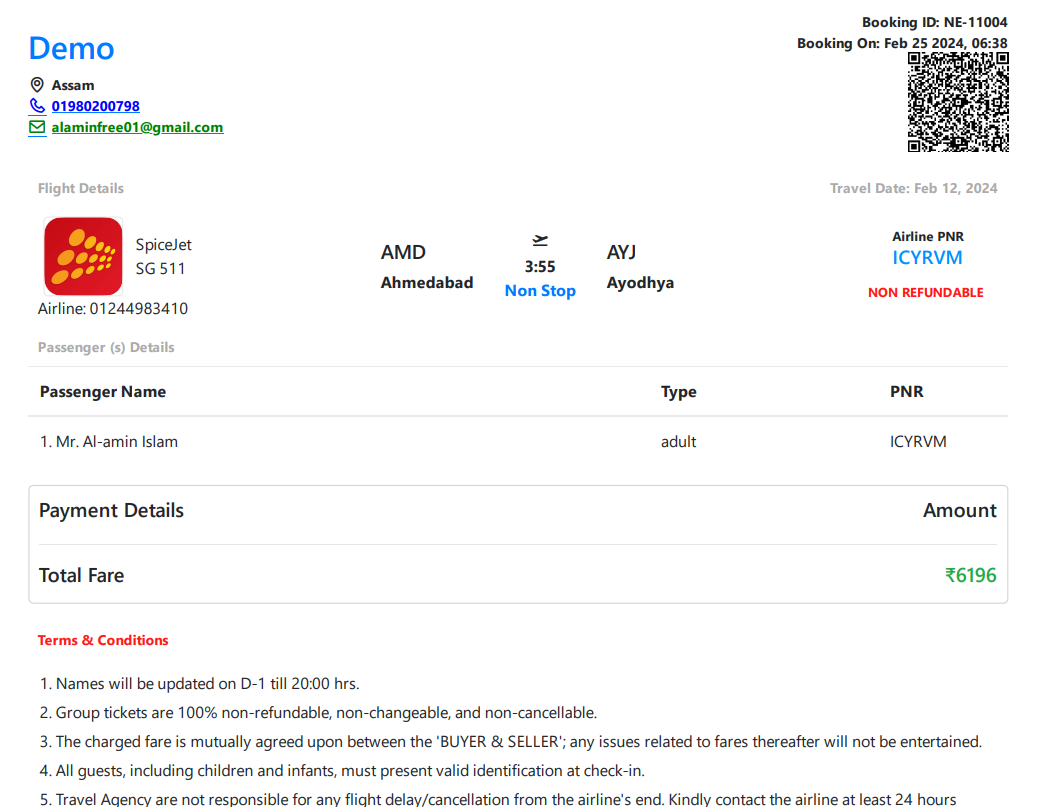 Booking ID: NE-11004
Demo
Booking On: Feb 25 2024, 06:38
Assam
01980200798
alaminfree01@gmail.com
Flight Details
Travel Date: Feb 12, 2024
SpiceJet
SG 511
Airline: 01244983410
AMD
Ahmedabad
3:55
Non Stop
AYJ
Ayodhya
Airline PNR
ICYRVM
NON REFUNDABLE
Passenger (s) Details
Passenger Name Type PNR
1. Mr. Al-amin Islam adult ICYRVM
Payment Details Amount
Total Fare ₹6196
Terms & Conditions
1. Names will be updated on D-1 till 20:00 hrs.
2. Group tickets are 100% non-refundable, non-changeable, and non-cancellable.
3. The charged fare is mutually agreed upon between the 'BUYER & SELLER'; any issues related to fares thereafter will not be entertained.
4. All guests, including children and infants, must present valid identification at check-in.
5. Travel Agency are not responsible for any flight delay/cancellation from the airline's end. Kindly contact the airline at least 24 hours